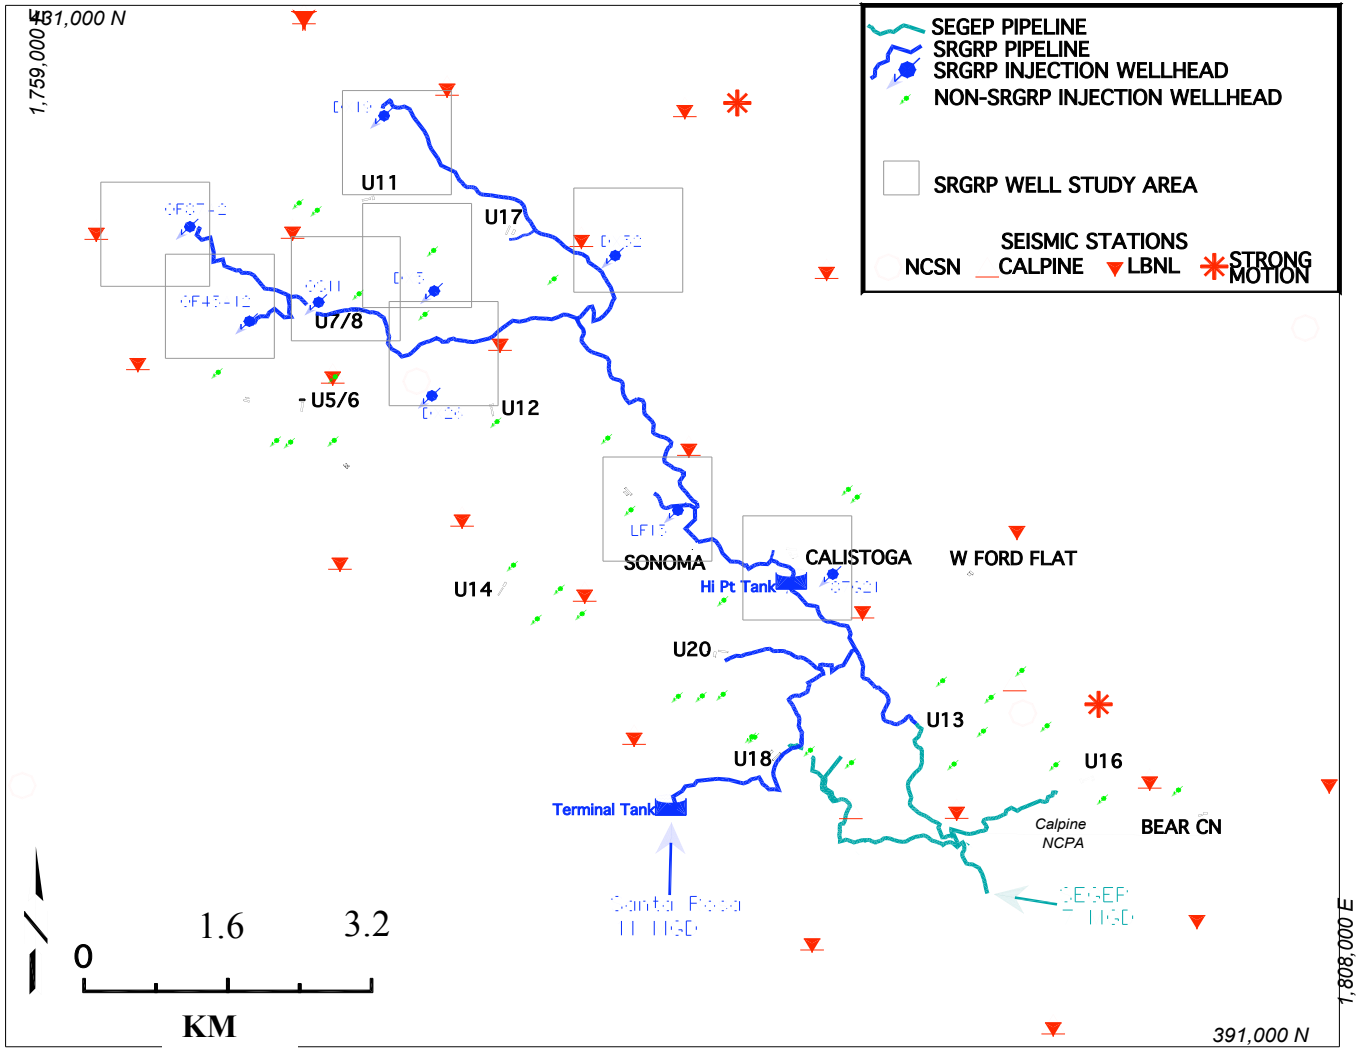 431,000 N
1,759,000 E
SEGEP PIPELINE
SRGRP PIPELINE
SRGRP INJECTION WELLHEAD
NON-SRGRP INJECTION WELLHEAD
SRGRP WELL STUDY AREA
SEISMIC STATIONS
NCSN
CALPINE
LBNL
STRONG
MOTION
U11
U17
U7/8
U5/6
U12
SONOMA
CALISTOGA
W FORD FLAT
Hi Pt Tank
U14
U20
U13
U18
U16
Terminal Tank
Calpine
NCPA
BEAR CN
Santa Rosa
0
1.6
3.2
KM
1,808,000 E
391,000 N